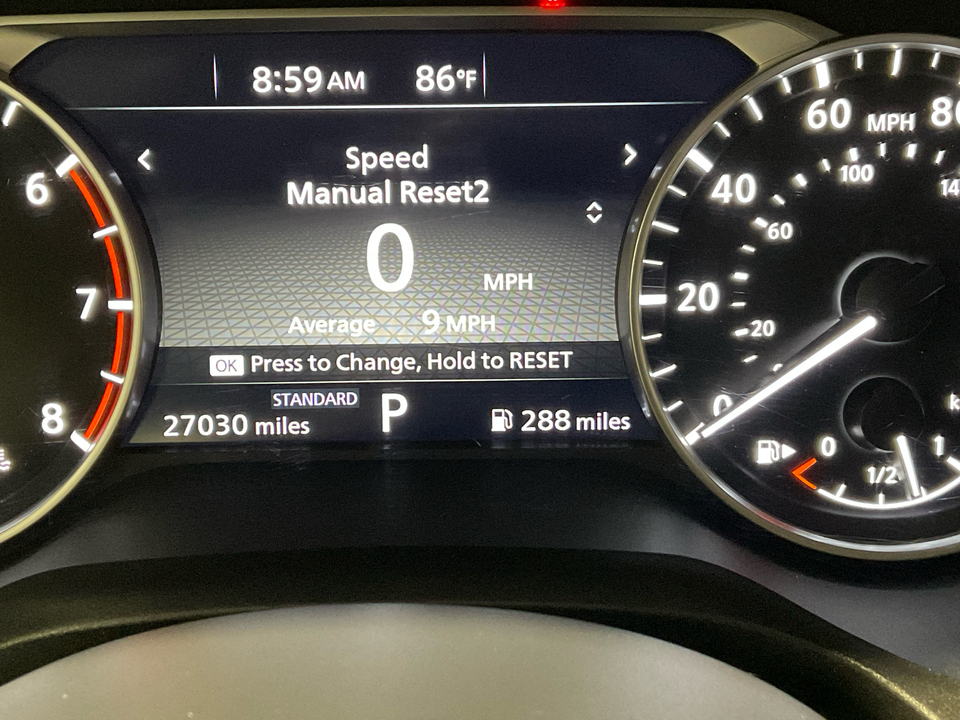 8:59 AM 86°F
Speed
Manual Reset2
0 MPH
Average 9 MPH
OK Press to Change, Hold to RESET
STANDARD
27030 miles P 288 miles
6
7
8
0
20
40
60
MPH
20
60
100
0
1/2
1